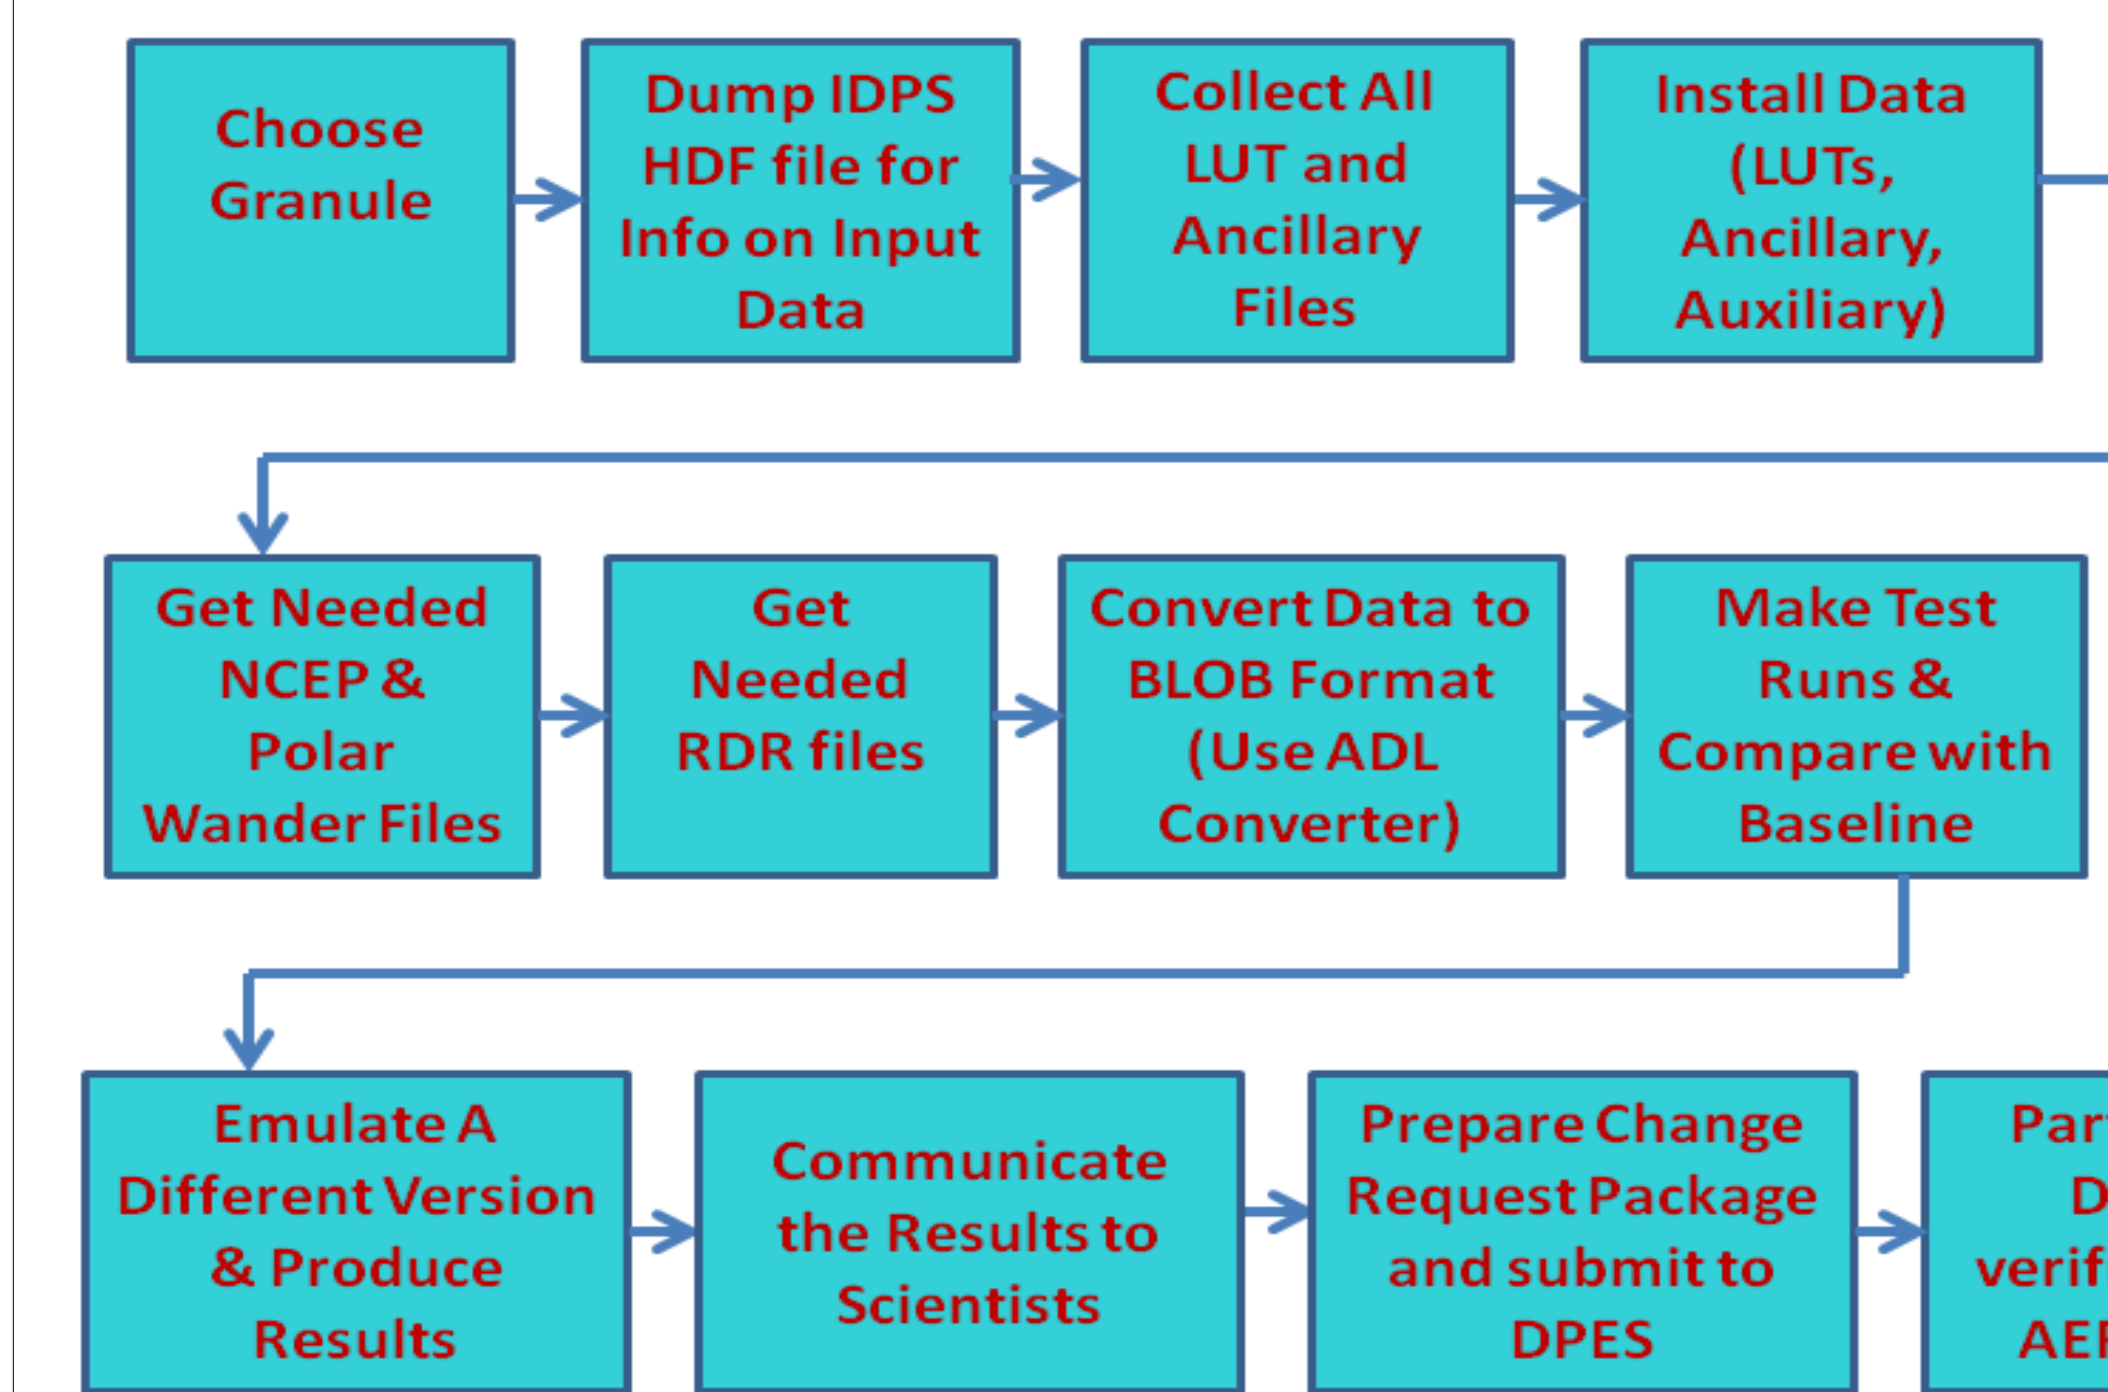 Choose
Granule
Dump IDPS
HDF file for
Info on Input
Data
Collect All
LUT and
Ancillary
Files
Install Data
(LUTs,
Ancillary,
Auxiliary)
Get Needed
NCEP &
Polar
Wander Files
Get
Needed
RDR files
Convert Data to
BLOB Format
(Use ADL
Converter)
Make Test
Runs &
Compare with
Baseline
Emulate A
Different Version
& Produce
Results
Communicate
the Results to
Scientists
Prepare Change
Request Package
and submit to
DPES